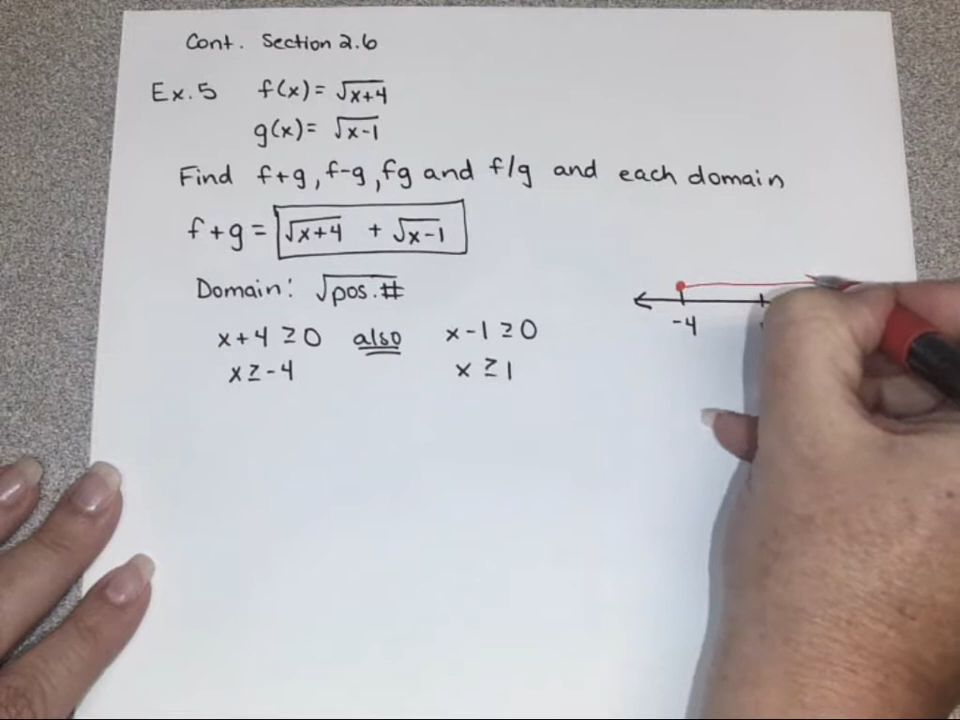 Cont. Section 2.6
Ex. 5 f(x) = √x+4
g(x) = √x-1
Find f+g, f-g, fg and f/g and each domain
f+g = √x+4 + √x-1
Domain: √pos.#
x+4 ≥ 0 also x-1 ≥ 0
x ≥ -4 x ≥ 1
-4